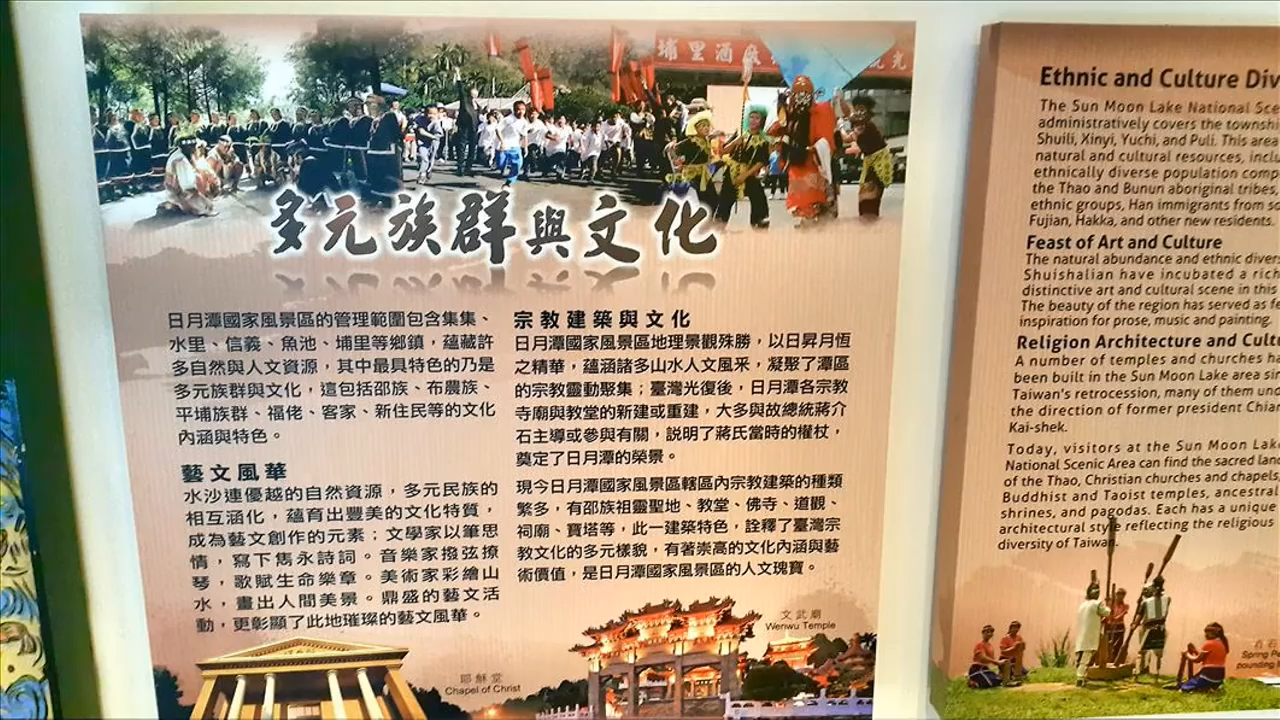 埔里酒廠
多元族群與文化
日月潭國家風景區的管理範圍包含集集、
水里、信義、魚池、埔里等鄉鎮，蘊藏許
多自然與人文資源，其中最具特色的乃是
多元族群與文化，這包括邵族、布農族、
平埔族群、福佬、客家、新住民等的文化
內涵與特色。
藝文風華
水沙連優越的自然資源，多元民族的
相互涵化，蘊育出豐美的文化特質，
成為藝文創作的元素；文學家以筆思
情，寫下雋永詩詞。音樂家撥弦撩
琴，歌賦生命樂章。美術家彩繪山
水，畫出人間美景。鼎盛的藝文活
動，更彰顯了此地璀璨的藝文風華。
宗教建築與文化
日月潭國家風景區地理景觀殊勝，以日昇月恆
之精華，蘊涵諸多山水人文風采，凝聚了潭區
的宗教靈動聚集；臺灣光復後，日月潭各宗教
寺廟與教堂的新建或重建，大多與故總統蔣介
石主導或參與有關，說明了蔣氏當時的權杖，
奠定了日月潭的榮景。
現今日月潭國家風景區轄區內宗教建築的種類
繁多，有邵族祖靈聖地、教堂、佛寺、道觀、
祠廟、寶塔等，此一建築特色，詮釋了臺灣宗
教文化的多元樣貌，有著崇高的文化內涵與藝
術價值，是日月潭國家風景區的人文瑰寶。
耶穌堂
Chapel of Christ
文武廟
Wenwu Temple
Ethnic and Culture Div
The Sun Moon Lake National Sce
administratively covers the township
Shuili, Xinyi, Yuchi, and Puli. This area
natural and cultural resources, inclu
ethnically diverse population comp
the Thao and Bunun aboriginal tribes
ethnic groups, Han immigrants from so
Fujian, Hakka, and other new residents.
Feast of Art and Culture
The natural abundance and ethnic divers
Shuishalian have incubated a rich
distinctive art and cultural scene in this
The beauty of the region has served as fe
inspiration for prose, music and painting.
Religion Architecture and Cultu
A number of temples and churches ha
been built in the Sun Moon Lake area sin
Taiwan's retrocession, many of them und
the direction of former president Chian
Kai-shek.
Today, visitors at the Sun Moon Lak
National Scenic Area can find the sacred land
of the Thao, Christian churches and chapels,
Buddhist and Taoist temples, ancestral
shrines, and pagodas. Each has a unique
architectural style reflecting the religious
diversity of Taiwan.
Spring Pe
pounding